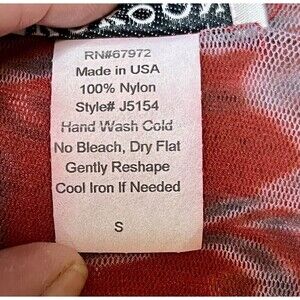 RN#67972
Made in USA
100% Nylon
Style# J5154
Hand Wash Cold
No Bleach, Dry Flat
Gently Reshape
Cool Iron If Needed
S